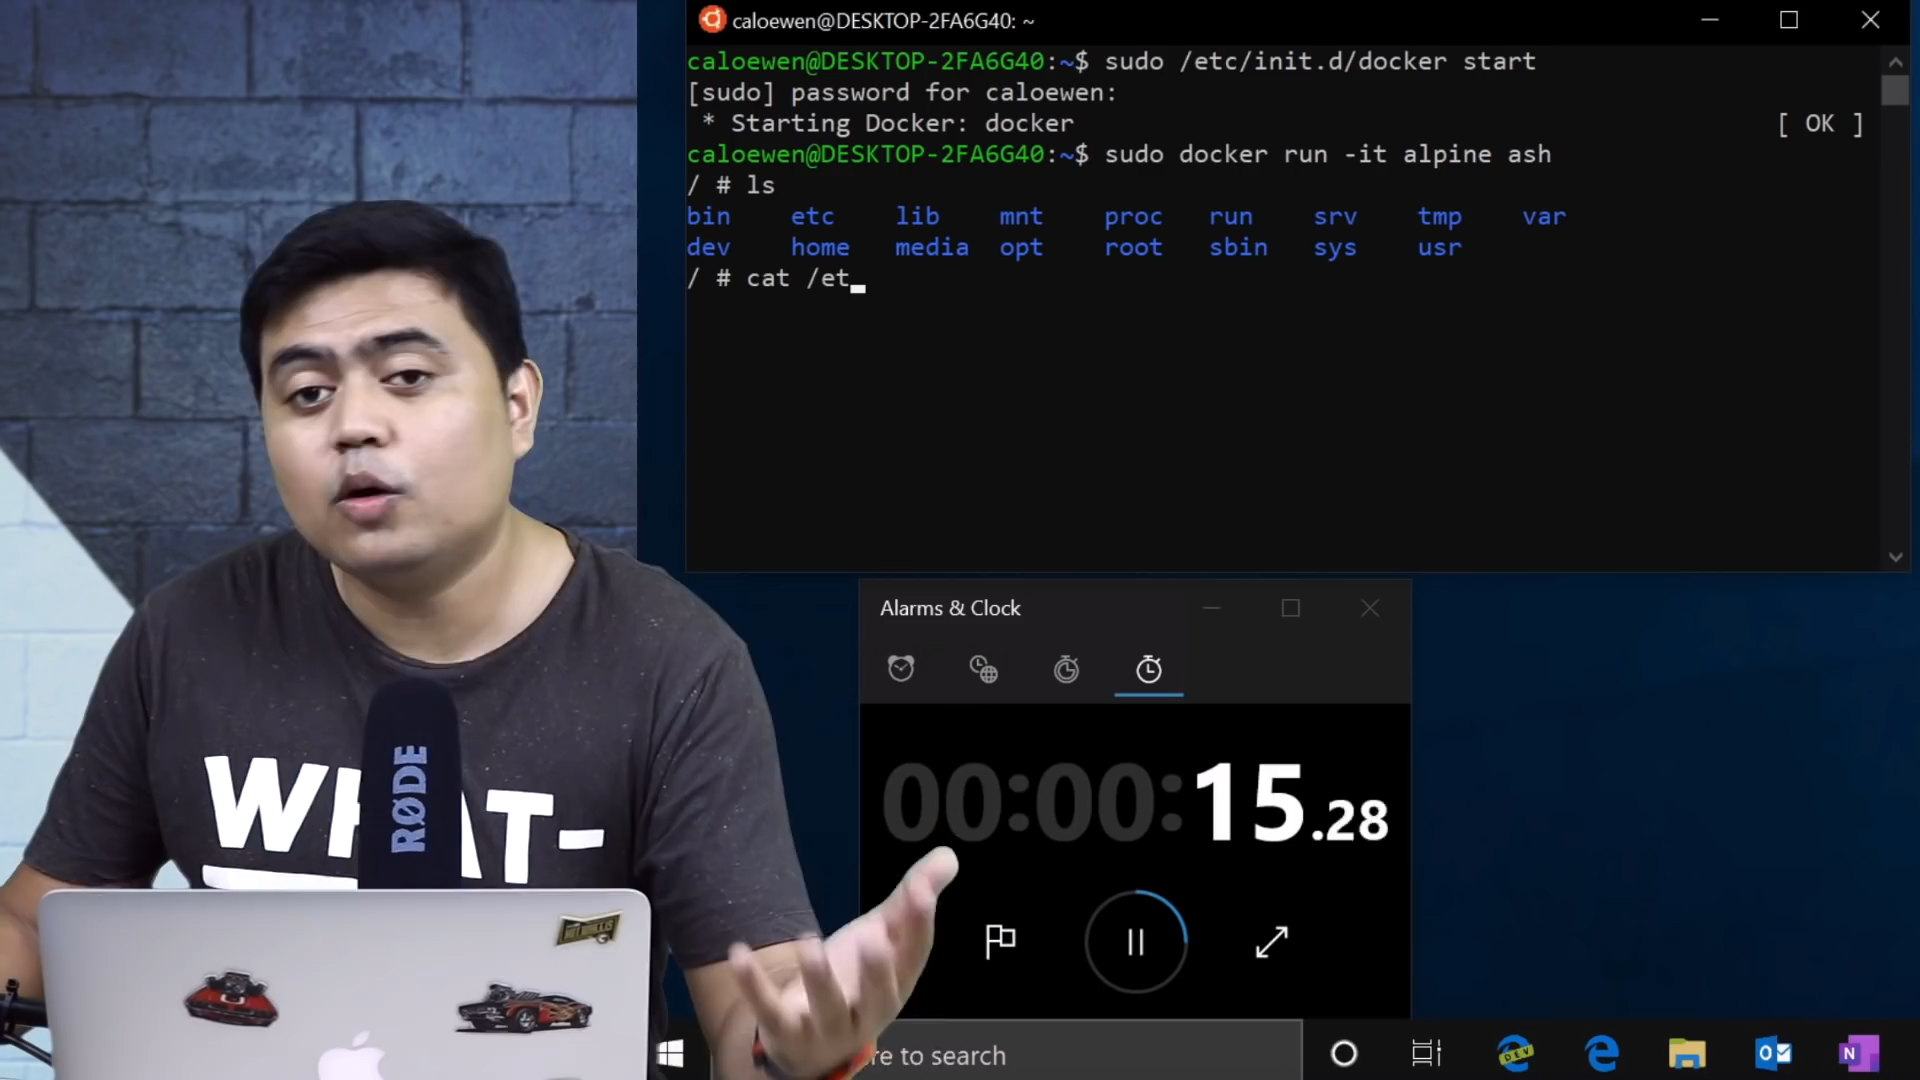 caloewen@DESKTOP-2FA6G40: ~
caloewen@DESKTOP-2FA6G40:~$ sudo /etc/init.d/docker start
[sudo] password for caloewen:
* Starting Docker: docker [ OK ]
caloewen@DESKTOP-2FA6G40:~$ sudo docker run -it alpine ash
/ # ls
bin etc lib mnt proc run srv tmp var
dev home media opt root sbin sys usr
/ # cat /et
Alarms & Clock
00:00:15.28
WHAT-
RØDE
re to search
DEV
N